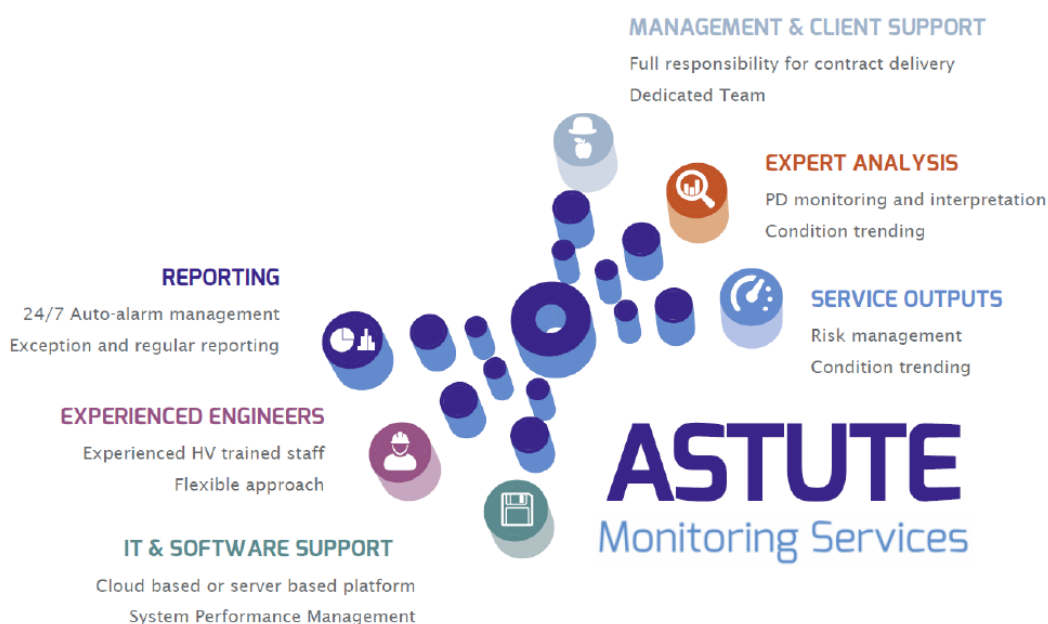 MANAGEMENT & CLIENT SUPPORT
Full responsibility for contract delivery
Dedicated Team
EXPERT ANALYSIS
PD monitoring and interpretation
Condition trending
SERVICE OUTPUTS
Risk management
Condition trending
REPORTING
24/7 Auto-alarm management
Exception and regular reporting
EXPERIENCED ENGINEERS
Experienced HV trained staff
Flexible approach
IT & SOFTWARE SUPPORT
Cloud based or server based platform
System Performance Management
ASTUTE
Monitoring Services